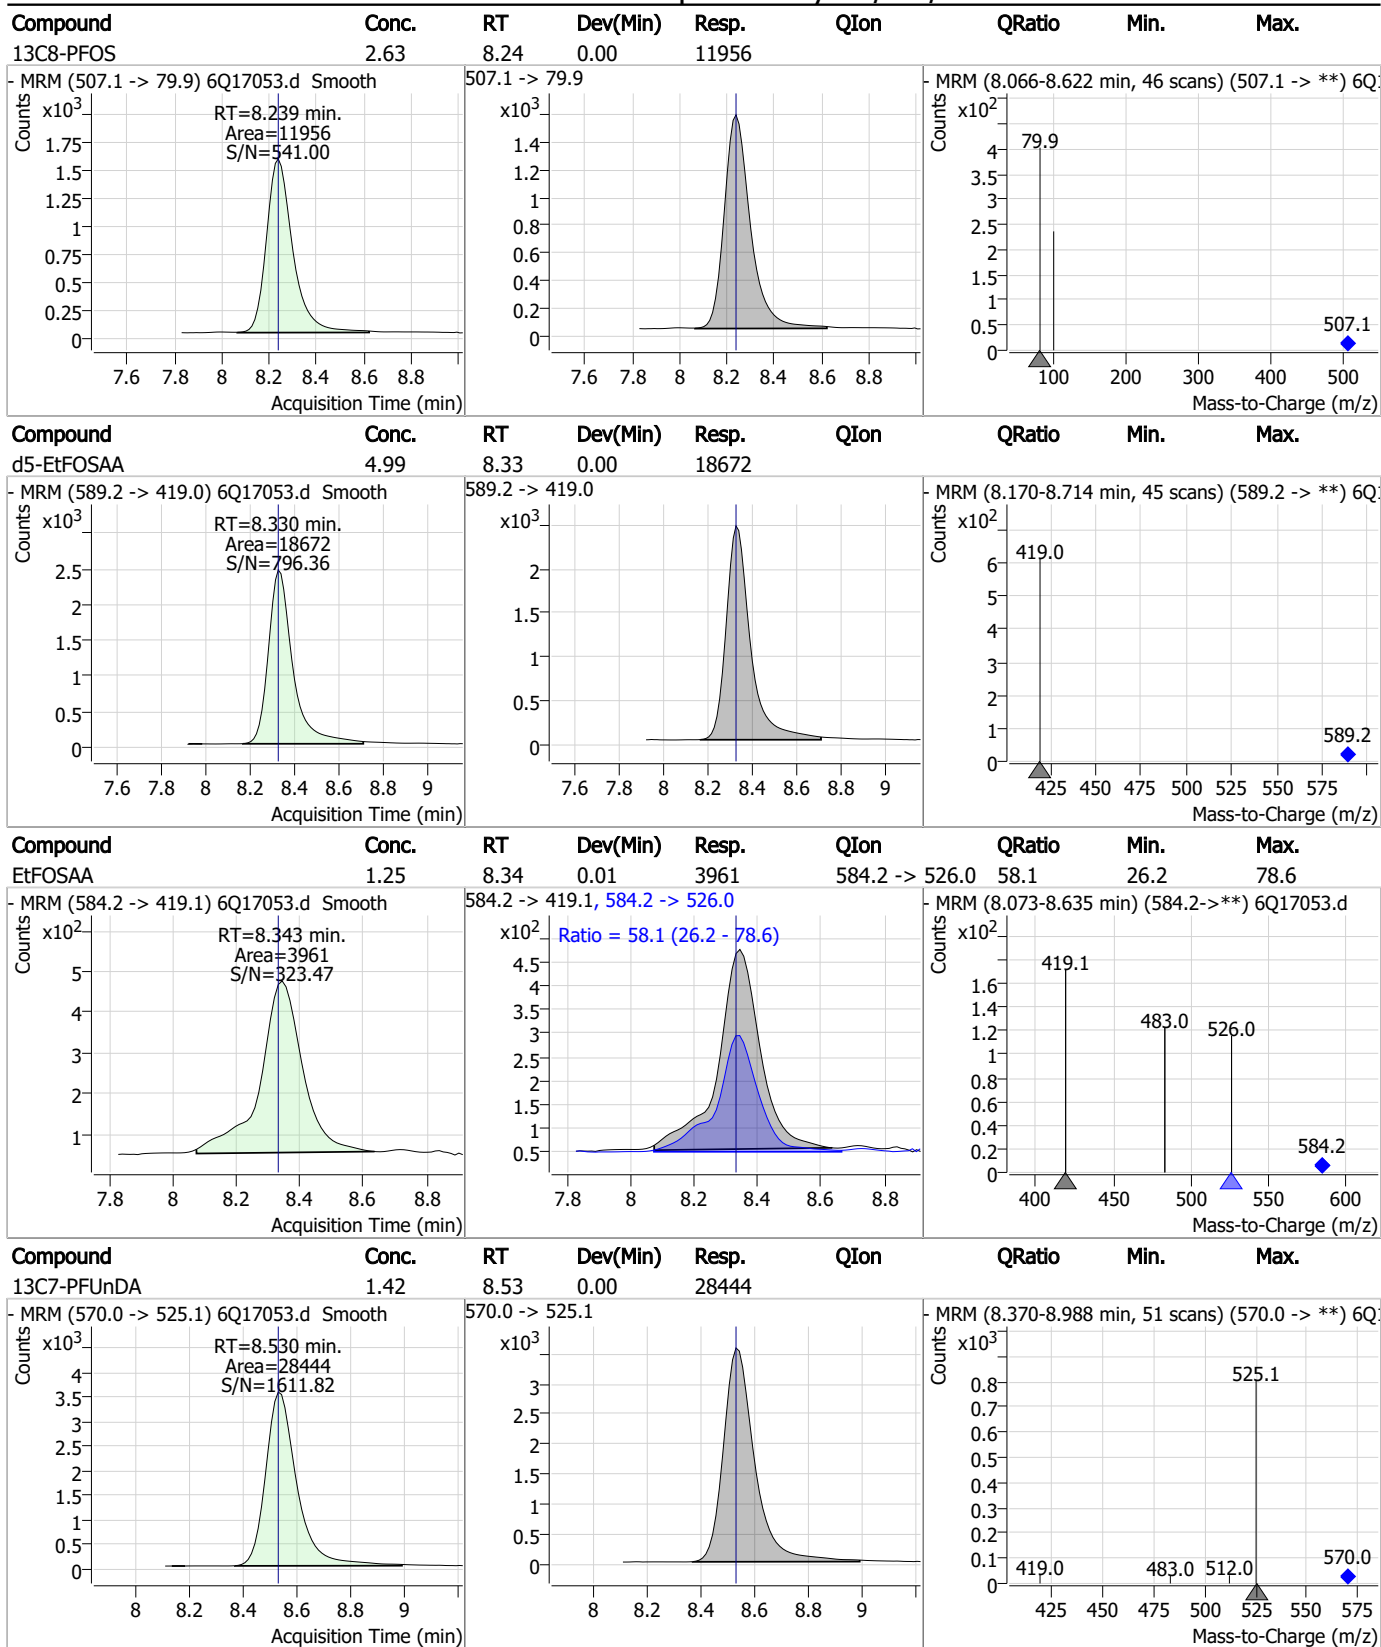 Compound Conc. RT Dev(Min) Resp. QIon QRatio Min. Max.
13C8-PFOS 2.63 8.24 0.00 11956
- MRM (507.1 -> 79.9) 6Q17053.d Smooth
Counts
x103
RT=8.239 min.
Area=11956
S/N=541.00
1.75
1.5
1.25
1
0.75
0.5
0.25
0
7.6 7.8 8 8.2 8.4 8.6 8.8
Acquisition Time (min)
507.1 -> 79.9
x103
1.4
1.2
1
0.8
0.6
0.4
0.2
0
7.6 7.8 8 8.2 8.4 8.6 8.8
- MRM (8.066-8.622 min, 46 scans) (507.1 -> **) 6Q1
Counts
x102
79.9
507.1
4
3.5
3
2.5
2
1.5
1
0.5
0
100 200 300 400 500
Mass-to-Charge (m/z)
Compound Conc. RT Dev(Min) Resp. QIon QRatio Min. Max.
d5-EtFOSAA 4.99 8.33 0.00 18672
- MRM (589.2 -> 419.0) 6Q17053.d Smooth
Counts
x103
RT=8.330 min.
Area=18672
S/N=796.36
2.5
2
1.5
1
0.5
0
7.6 7.8 8 8.2 8.4 8.6 8.8 9
Acquisition Time (min)
589.2 -> 419.0
x103
2
1.5
1
0.5
0
7.6 7.8 8 8.2 8.4 8.6 8.8 9
- MRM (8.170-8.714 min, 45 scans) (589.2 -> **) 6Q1
Counts
x102
419.0
589.2
6
5
4
3
2
1
0
425 450 475 500 525 550 575
Mass-to-Charge (m/z)
Compound Conc. RT Dev(Min) Resp. QIon QRatio Min. Max.
EtFOSAA 1.25 8.34 0.01 3961 584.2 -> 526.0 58.1 26.2 78.6
- MRM (584.2 -> 419.1) 6Q17053.d Smooth
Counts
x102
RT=8.343 min.
Area=3961
S/N=323.47
5
4
3
2
1
7.8 8 8.2 8.4 8.6 8.8
Acquisition Time (min)
584.2 -> 419.1, 584.2 -> 526.0
x102
Ratio = 58.1 (26.2 - 78.6)
4.5
4
3.5
3
2.5
2
1.5
1
0.5
7.8 8 8.2 8.4 8.6 8.8
- MRM (8.073-8.635 min) (584.2->**) 6Q17053.d
Counts
x102
419.1
483.0
526.0
584.2
1.6
1.4
1.2
1
0.8
0.6
0.4
0.2
0
400 450 500 550 600
Mass-to-Charge (m/z)
Compound Conc. RT Dev(Min) Resp. QIon QRatio Min. Max.
13C7-PFUnDA 1.42 8.53 0.00 28444
- MRM (570.0 -> 525.1) 6Q17053.d Smooth
Counts
x103
RT=8.530 min.
Area=28444
S/N=1611.82
4
3.5
3
2.5
2
1.5
1
0.5
0
8 8.2 8.4 8.6 8.8 9
Acquisition Time (min)
570.0 -> 525.1
x103
3
2.5
2
1.5
1
0.5
0
8 8.2 8.4 8.6 8.8 9
- MRM (8.370-8.988 min, 51 scans) (570.0 -> **) 6Q1
Counts
x103
525.1
419.0 483.0 512.0
570.0
0.8
0.7
0.6
0.5
0.4
0.3
0.2
0.1
0
425 450 475 500 525 550 575
Mass-to-Charge (m/z)